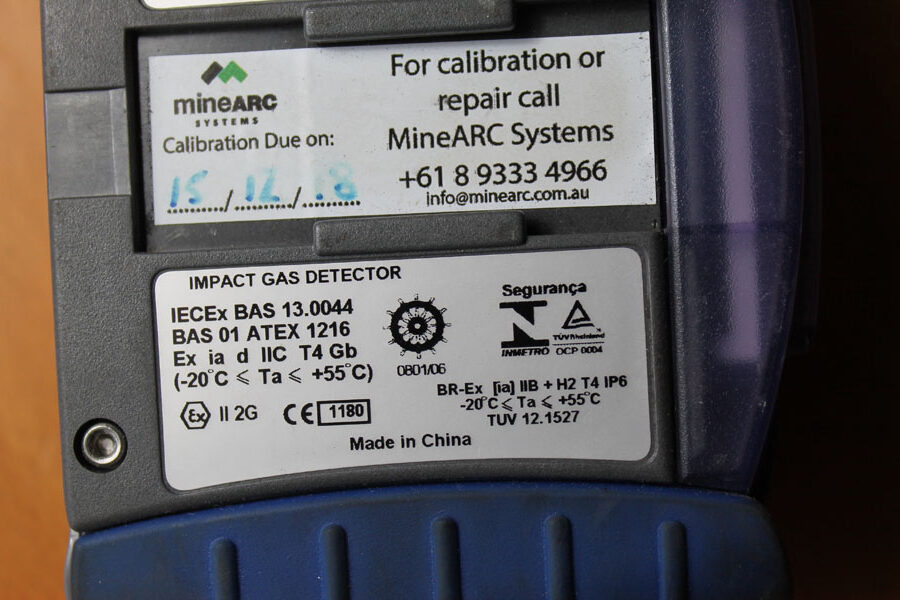 mineARC
SYSTEMS
Calibration Due on:
15 / 12 / .8
For calibration or
repair call
MineARC Systems
+61 8 9333 4966
info@minearc.com.au
IMPACT GAS DETECTOR
IECEx BAS 13.0044
BAS 01 ATEX 1216
Ex ia d IIC T4 Gb
(-20°C ⩽ Ta ⩽ +55°C)
Ex II 2G CE 1180
0801/06
Segurança
INMETRO
TÜVRheinland
OCP 0004
BR-Ex [ia] IIB + H2 T4 IP6
-20°C ⩽ Ta ⩽ +55°C
TUV 12.1527
Made in China